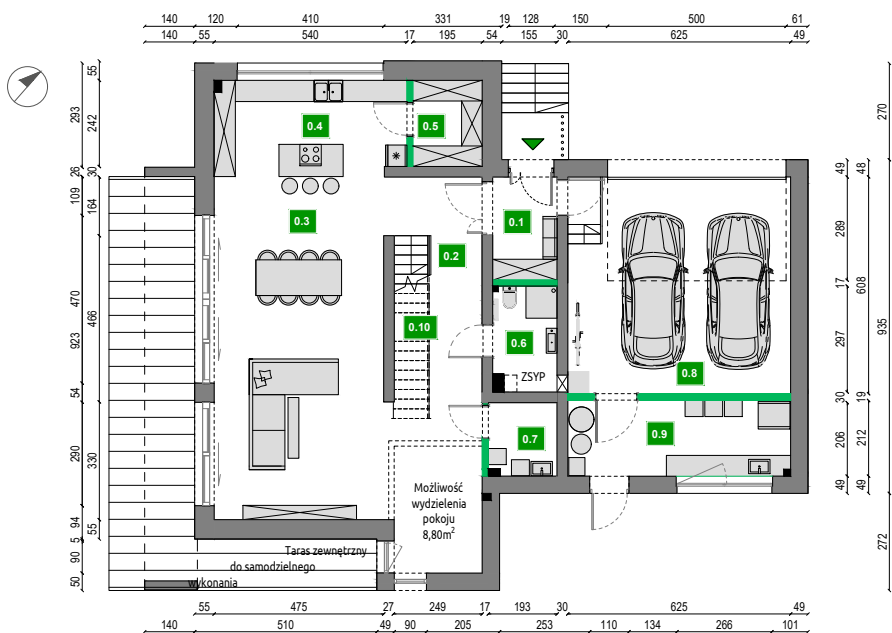 140 120 410 331 19 128 150 500 61
140 55 540 17 195 54 155 30 625 49
55
293 242
26 30
109 164
470 466
923
54
290 330
94 55
5
90
50
0.4
0.5
0.3
0.1
0.2
0.10
0.6
ZSYP
0.8
0.7
0.9
Możliwość
wydzielenia
pokoju
8,80m²
Taras zewnętrzny
do samodzielnego
wykonania
49 48 270
289
17 608
297 935
30 19
206 212
49 49
272
55 475 27 249 17 193 30 625 49
140 510 49 90 205 253 110 134 266 101